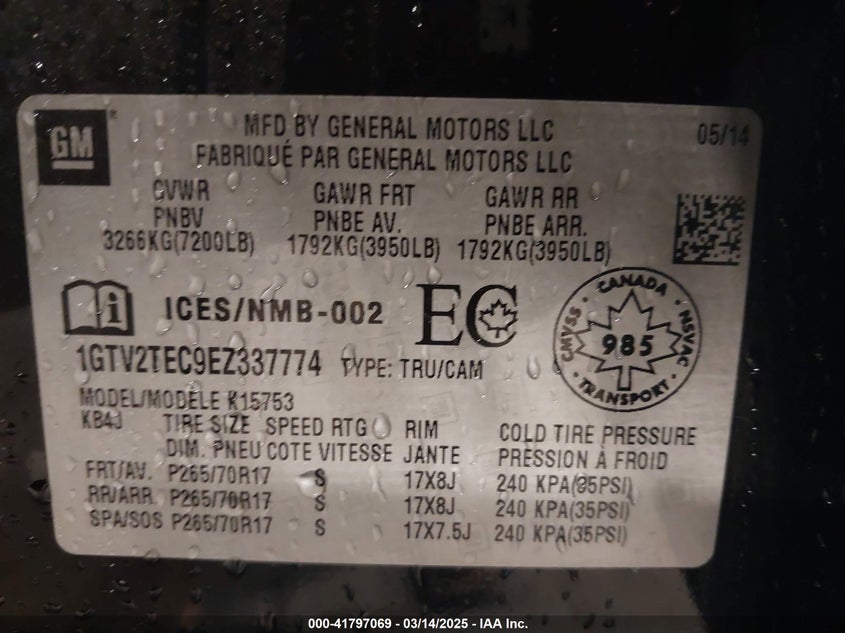 GM
MFD BY GENERAL MOTORS LLC 05/14
FABRIQUÉ PAR GENERAL MOTORS LLC
GVWR GAWR FRT GAWR RR
PNBV PNBE AV. PNBE ARR.
3266KG(7200LB) 1792KG(3950LB) 1792KG(3950LB)
i ICES/NMB-002 EC
CANADA
CMVSS 985 NSVAC
TRANSPORT
1GTV2TEC9EZ337774 TYPE: TRU/CAM
MODEL/MODÈLE K15753
KB4J TIRE SIZE SPEED RTG RIM COLD TIRE PRESSURE
DIM. PNEU COTE VITESSE JANTE PRESSION À FROID
FRT/AV. P265/70R17 S 17X8J 240 KPA(35PSI)
RR/ARR. P265/70R17 S 17X8J 240 KPA(35PSI)
SPA/SOS P265/70R17 S 17X7.5J 240 KPA(35PSI)
000-41797069 - 03/14/2025 - IAA Inc.